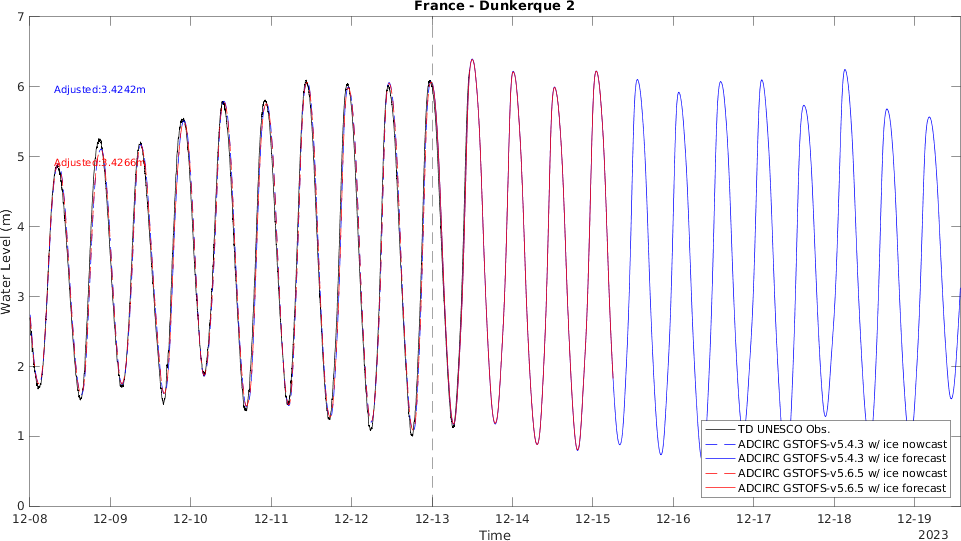 France - Dunkerque 2
7
6
5
4
3
2
1
0
Water Level (m)
Adjusted:3.4242m
Adjusted:3.4266m
TD UNESCO Obs.
ADCIRC GSTOFS-v5.4.3 w/ ice nowcast
ADCIRC GSTOFS-v5.4.3 w/ ice forecast
ADCIRC GSTOFS-v5.6.5 w/ ice nowcast
ADCIRC GSTOFS-v5.6.5 w/ ice forecast
12-08 12-09 12-10 12-11 12-12 12-13 12-14 12-15 12-16 12-17 12-18 12-19
Time
2023